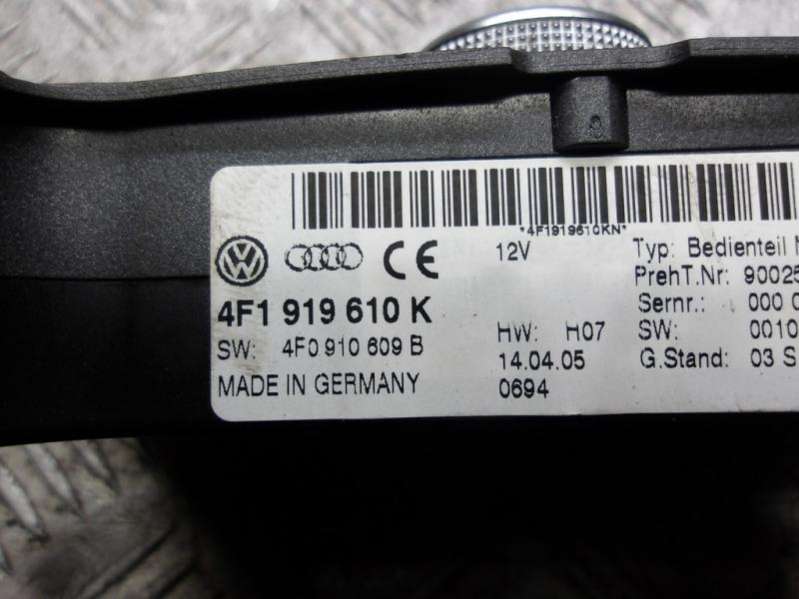 *4F1919610KN*
CE 12V Typ: Bedienteil
4F1 919 610 K PrehT.Nr: 90025
Sernr.: 000
SW: 4F0 910 609 B HW: H07 SW: 0010
14.04.05 G.Stand: 03 S
MADE IN GERMANY 0694